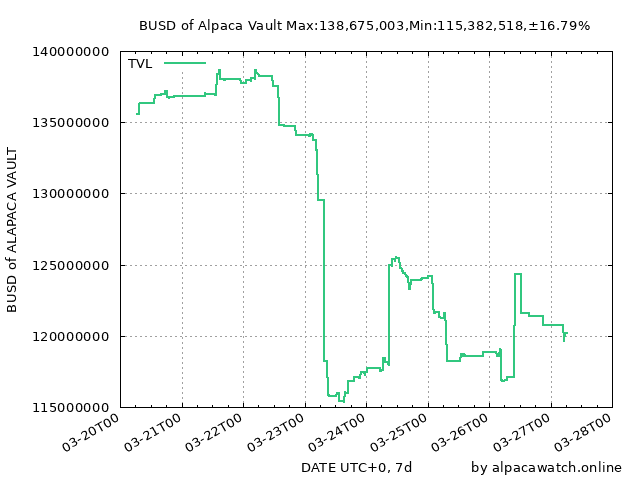 BUSD of Alpaca Vault Max:138,675,003,Min:115,382,518,±16.79%
TVL
140000000
135000000
130000000
125000000
120000000
115000000
BUSD of ALAPACA VAULT
03-20T00 03-21T00 03-22T00 03-23T00 03-24T00 03-25T00 03-26T00 03-27T00 03-28T00
DATE UTC+0, 7d by alpacawatch.online